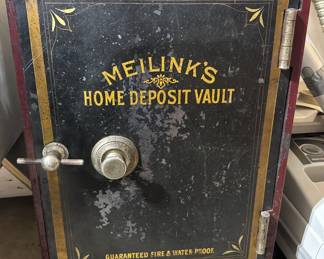 MEILINK'S
HOME DEPOSIT VAULT
GUARANTEED FIRE & WATER PROOF